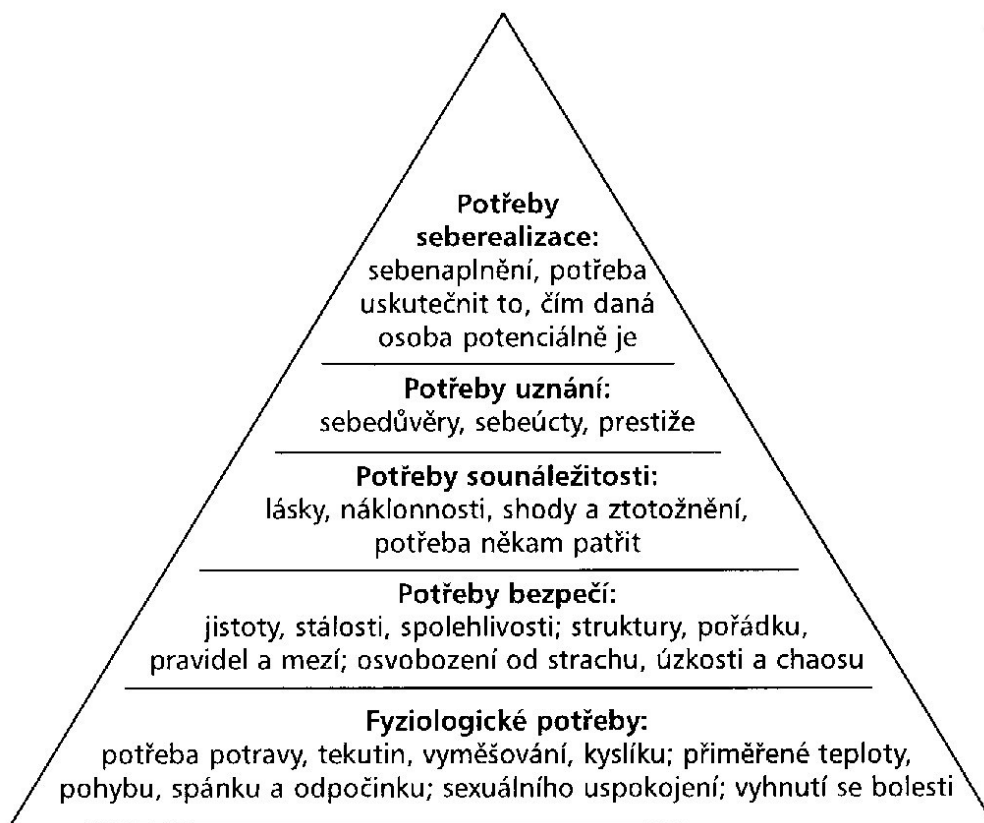 Potřeby
seberealizace:
sebenaplnění, potřeba
uskutečnit to, čím daná
osoba potenciálně je
Potřeby uznání:
sebedůvěry, sebeúcty, prestiže
Potřeby sounáležitosti:
lásky, náklonnosti, shody a ztotožnění,
potřeba někam patřit
Potřeby bezpečí:
jistoty, stálosti, spolehlivosti; struktury, pořádku,
pravidel a mezí; osvobození od strachu, úzkosti a chaosu
Fyziologické potřeby:
potřeba potravy, tekutin, vyměšování, kyslíku; přiměřené teploty,
pohybu, spánku a odpočinku; sexuálního uspokojení; vyhnutí se bolesti